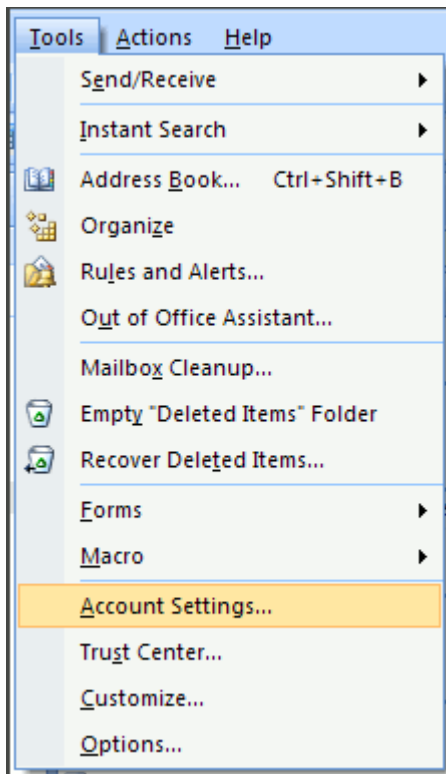 Tools Actions Help
Send/Receive
Instant Search
Address Book... Ctrl+Shift+B
Organize
Rules and Alerts...
Out of Office Assistant...
Mailbox Cleanup...
Empty "Deleted Items" Folder
Recover Deleted Items...
Forms
Macro
Account Settings...
Trust Center...
Customize...
Options...